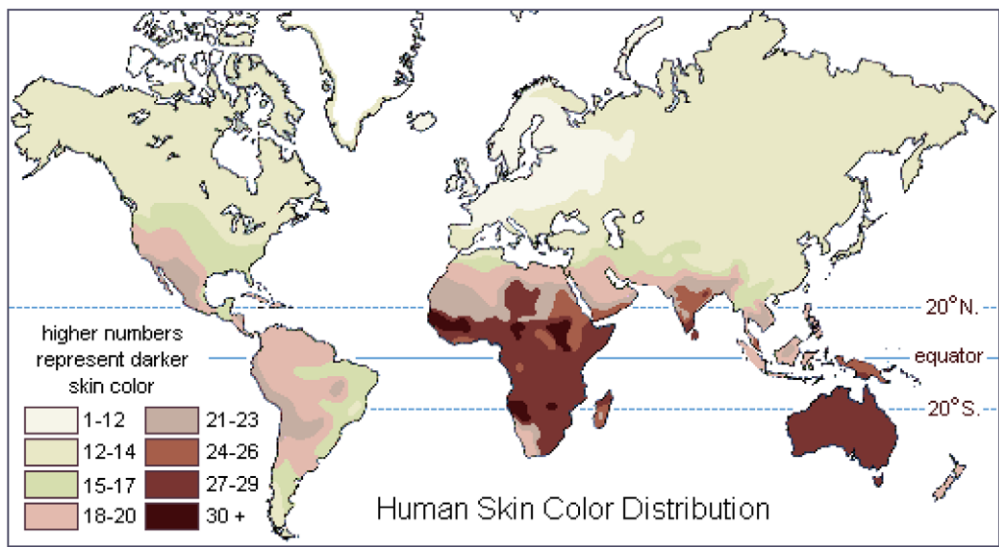 20°N.
higher numbers
represent darker
skin color
equator
20°S.
1-12
21-23
12-14
24-26
15-17
27-29
18-20
30 +
Human Skin Color Distribution